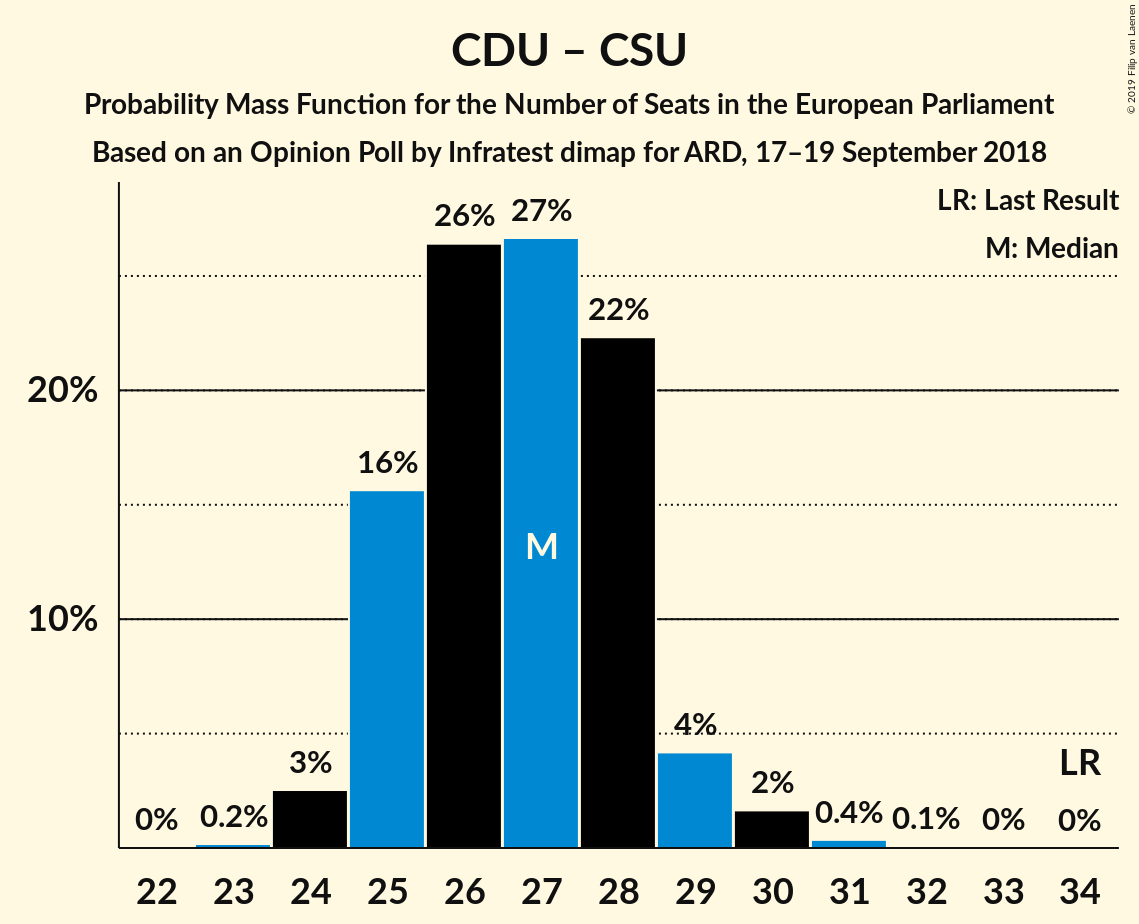 CDU – CSU
Probability Mass Function for the Number of Seats in the European Parliament
Based on an Opinion Poll by Infratest dimap for ARD, 17–19 September 2018
© 2019 Filip van Laenen
LR: Last Result
M: Median
20%
10%
0%
0.2%
3%
16%
26%
27%
22%
4%
2%
0.4%
0.1%
0%
0%
M
LR
22 23 24 25 26 27 28 29 30 31 32 33 34